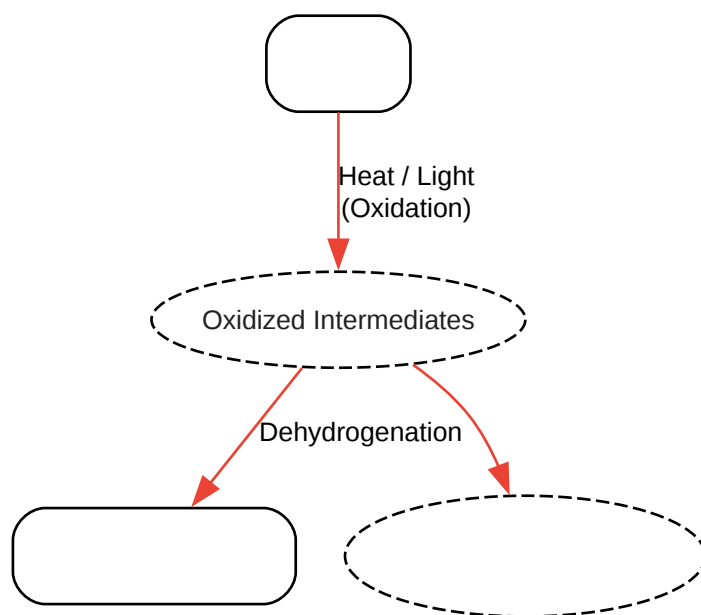 Heat / Light
(Oxidation)
Oxidized Intermediates
Dehydrogenation